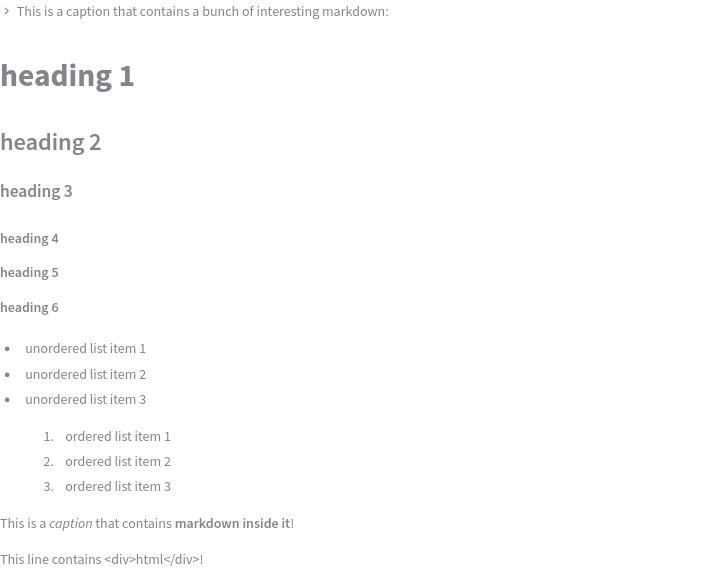 This is a caption that contains a bunch of interesting markdown:
heading 1
heading 2
heading 3
heading 4
heading 5
heading 6
• unordered list item 1
• unordered list item 2
• unordered list item 3
1. ordered list item 1
2. ordered list item 2
3. ordered list item 3
This is a caption that contains markdown inside it!
This line contains <div>html</div>!